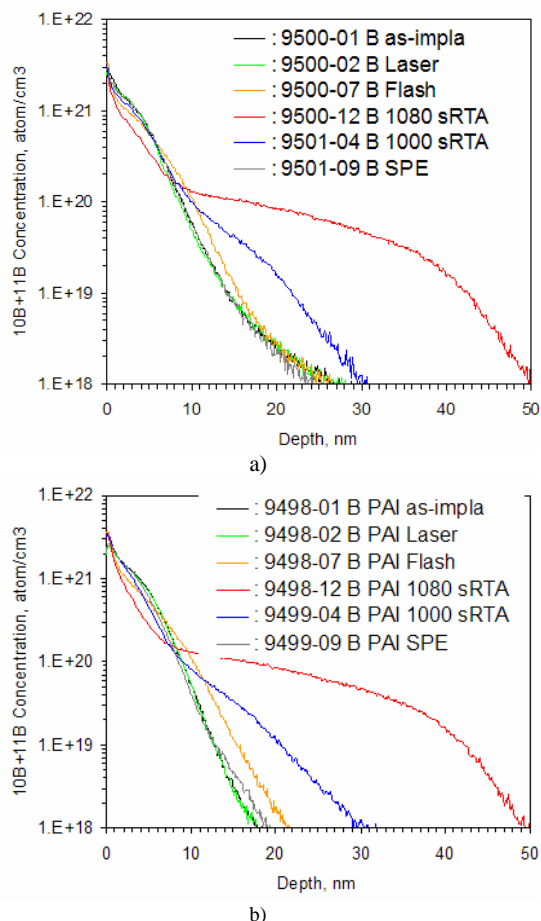 1.E+22
1.E+21
1.E+20
1.E+19
1.E+18
10B+11B Concentration, atom/cm3
: 9500-01 B as-impla
: 9500-02 B Laser
: 9500-07 B Flash
: 9500-12 B 1080 sRTA
: 9501-04 B 1000 sRTA
: 9501-09 B SPE
0 10 20 30 40 50
Depth, nm
a)
1.E+22
1.E+21
1.E+20
1.E+19
1.E+18
10B+11B Concentration, atom/cm3
: 9498-01 B PAI as-impla
: 9498-02 B PAI Laser
: 9498-07 B PAI Flash
: 9498-12 B PAI 1080 sRTA
: 9499-04 B PAI 1000 sRTA
: 9499-09 B PAI SPE
0 10 20 30 40 50
Depth, nm
b)